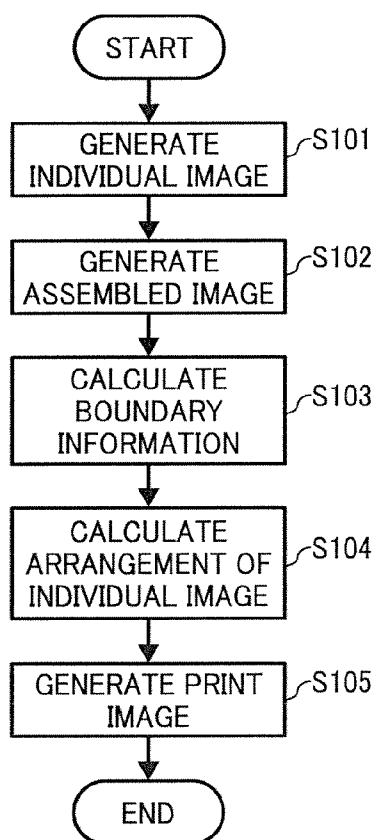 START
GENERATE
INDIVIDUAL IMAGE
S101
GENERATE
ASSEMBLED IMAGE
S102
CALCULATE
BOUNDARY
INFORMATION
S103
CALCULATE
ARRANGEMENT OF
INDIVIDUAL IMAGE
S104
GENERATE PRINT
IMAGE
S105
END